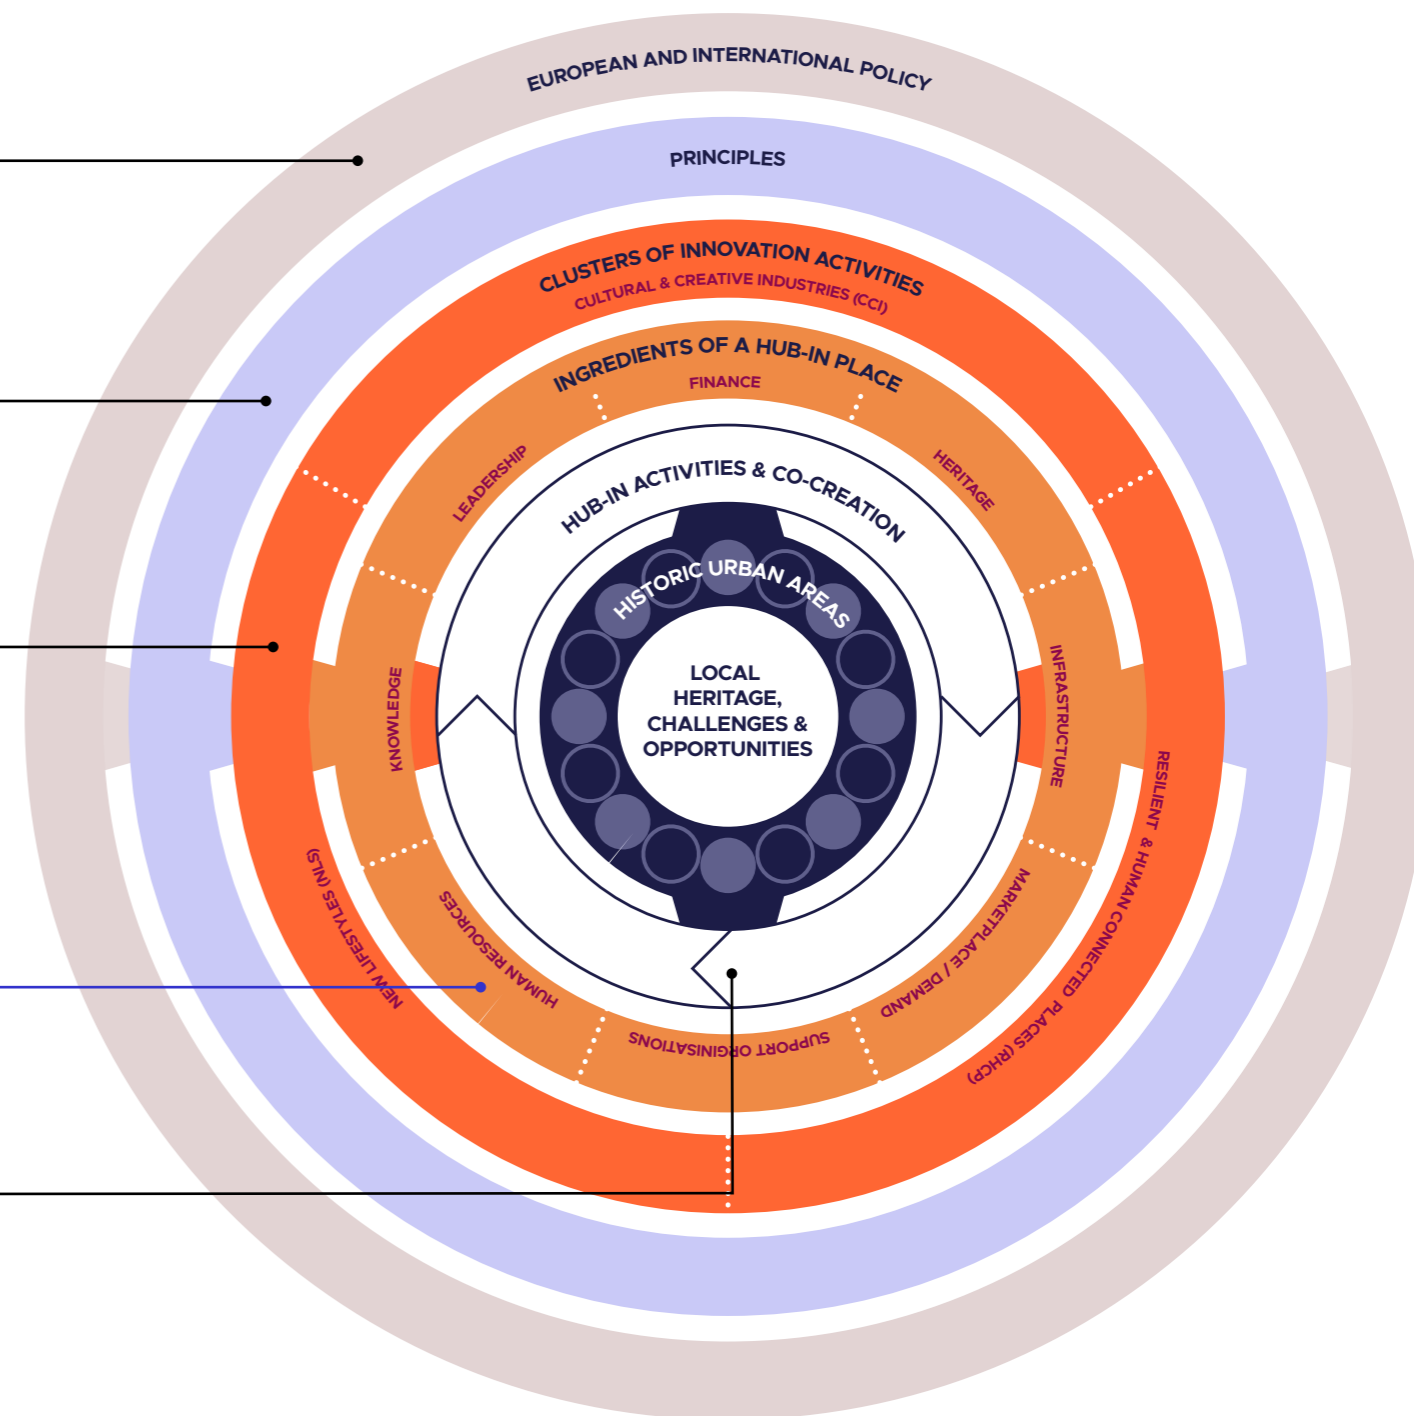 EUROPEAN AND INTERNATIONAL POLICY
PRINCIPLES
CLUSTERS OF INNOVATION ACTIVITIES
CULTURAL & CREATIVE INDUSTRIES (CCI)
INGREDIENTS OF A HUB-IN PLACE
FINANCE
LEADERSHIP
HERITAGE
HUB-IN ACTIVITIES & CO-CREATION
HISTORIC URBAN AREAS
LOCAL
HERITAGE,
CHALLENGES &
OPPORTUNITIES
KNOWLEDGE
INFRASTRUCTURE
RESILIENT & HUMAN CONNECTED PLACES (RHCP)
NEW LIFESTYLES (NLS)
HUMAN RESOURCES
MARKETPLACE / DEMAND
SUPPORT ORGINISATIONS